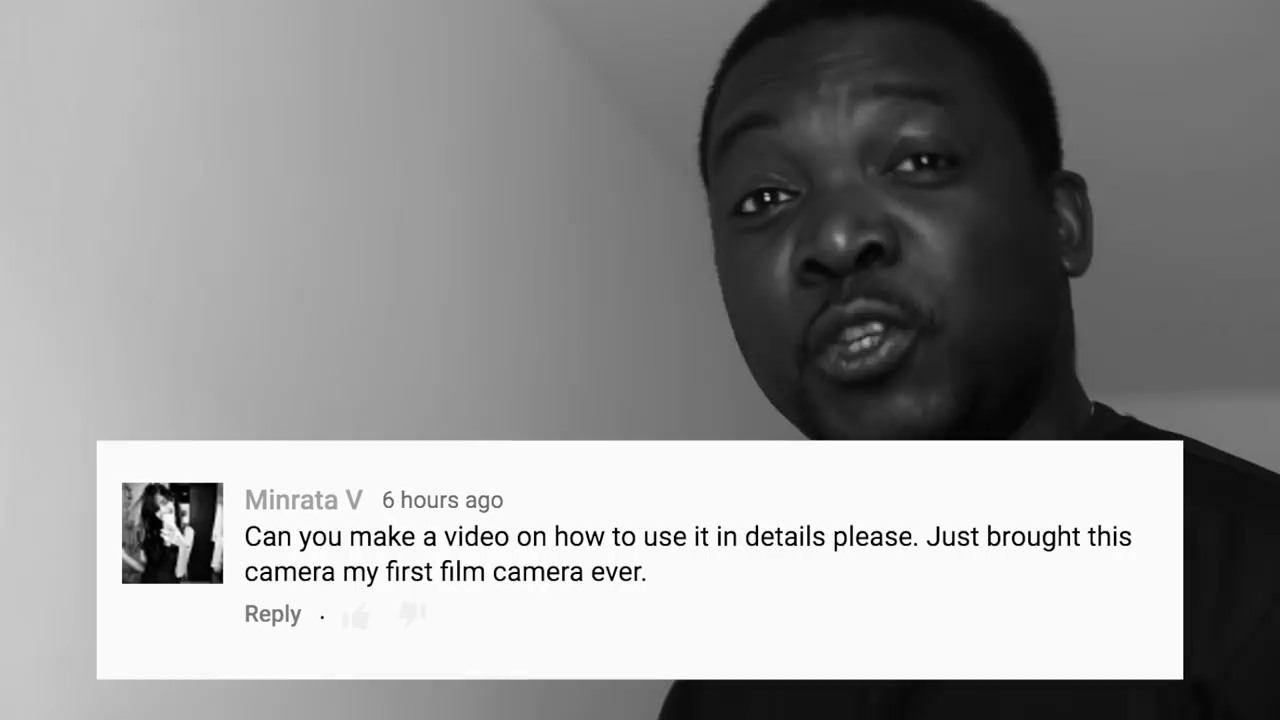 Minrata V 6 hours ago
Can you make a video on how to use it in details please. Just brought this
camera my first film camera ever.
Reply